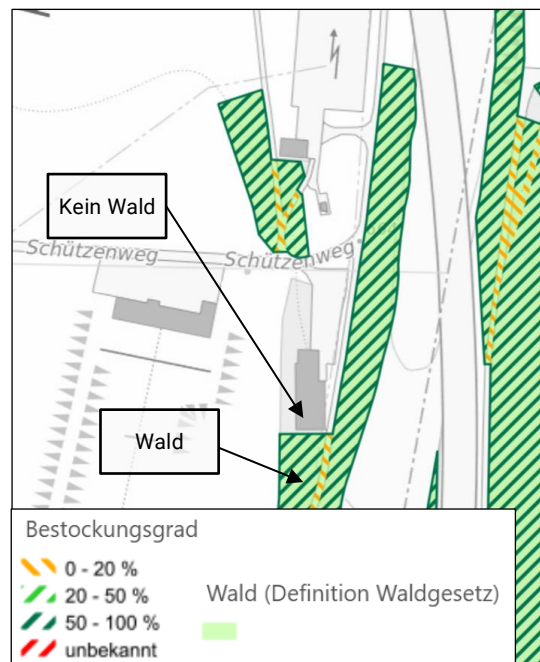 Kein Wald
Schützenweg
Schützenweg
Wald
Bestockungsgrad
0 - 20 %
20 - 50 %
50 - 100 %
unbekannt
Wald (Definition Waldgesetz)